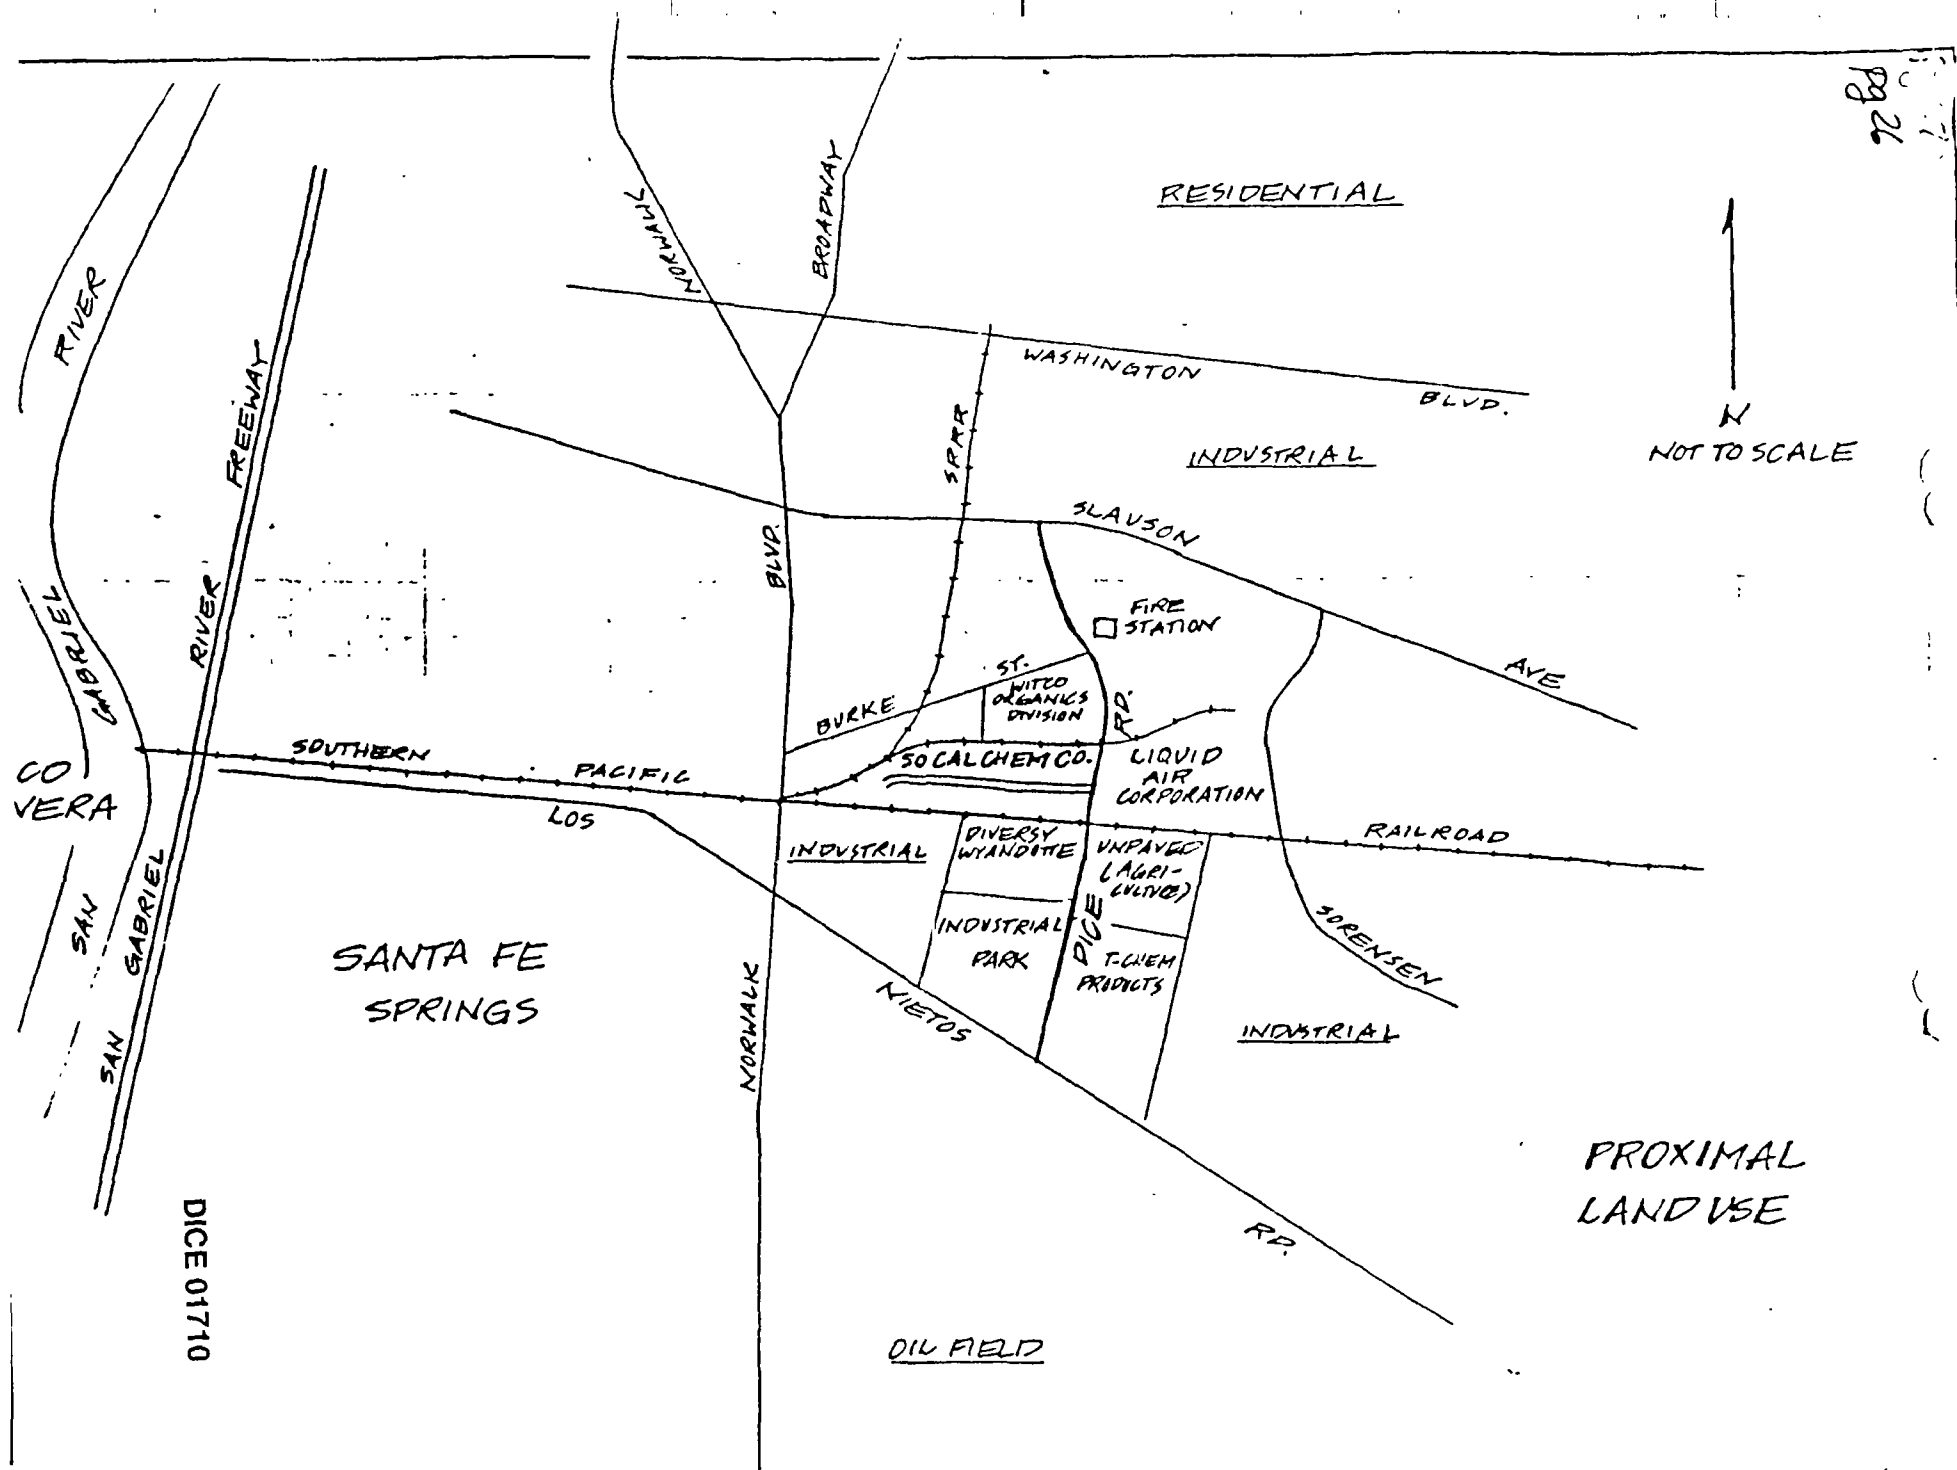 pg 26
RESIDENTIAL
NORWALK
BROADWAY
RIVER
WASHINGTON
BLVD.
N
NOT TO SCALE
FREEWAY
SPRR
INDUSTRIAL
SLAUSON
BLVD.
FIRE
STATION
AVE
RIVER
GABRIEL
ST.
WITCO
ORGANICS
DIVISION
RD.
BURKE
SOUTHERN
PACIFIC
SO CAL CHEM CO.
LIQUID
AIR
CORPORATION
CO
VERA
LOS
RAILROAD
INDUSTRIAL
DIVERSY
WYANDOTTE
UNPAVED
(AGRI-
CULTURE)
SAN
GABRIEL
INDUSTRIAL
PARK
DICE
T-CHEM
PRODUCTS
SORENSEN
SANTA FE
SPRINGS
NIETOS
NORWALK
SAN
INDUSTRIAL
PROXIMAL
LAND USE
RD.
DICE 01710
OIL FIELD